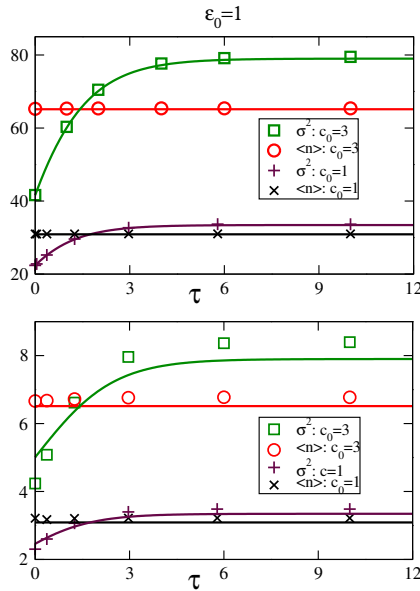 ε₀=1
80
60
40
20
σ²: c₀=3
<n>: c₀=3
σ²: c₀=1
<n>: c₀=1
0 3 6 9 12
τ
8
6
4
2
σ²: c₀=3
<n>: c₀=3
σ²: c=1
<n>: c₀=1
0 3 6 9 12
τ